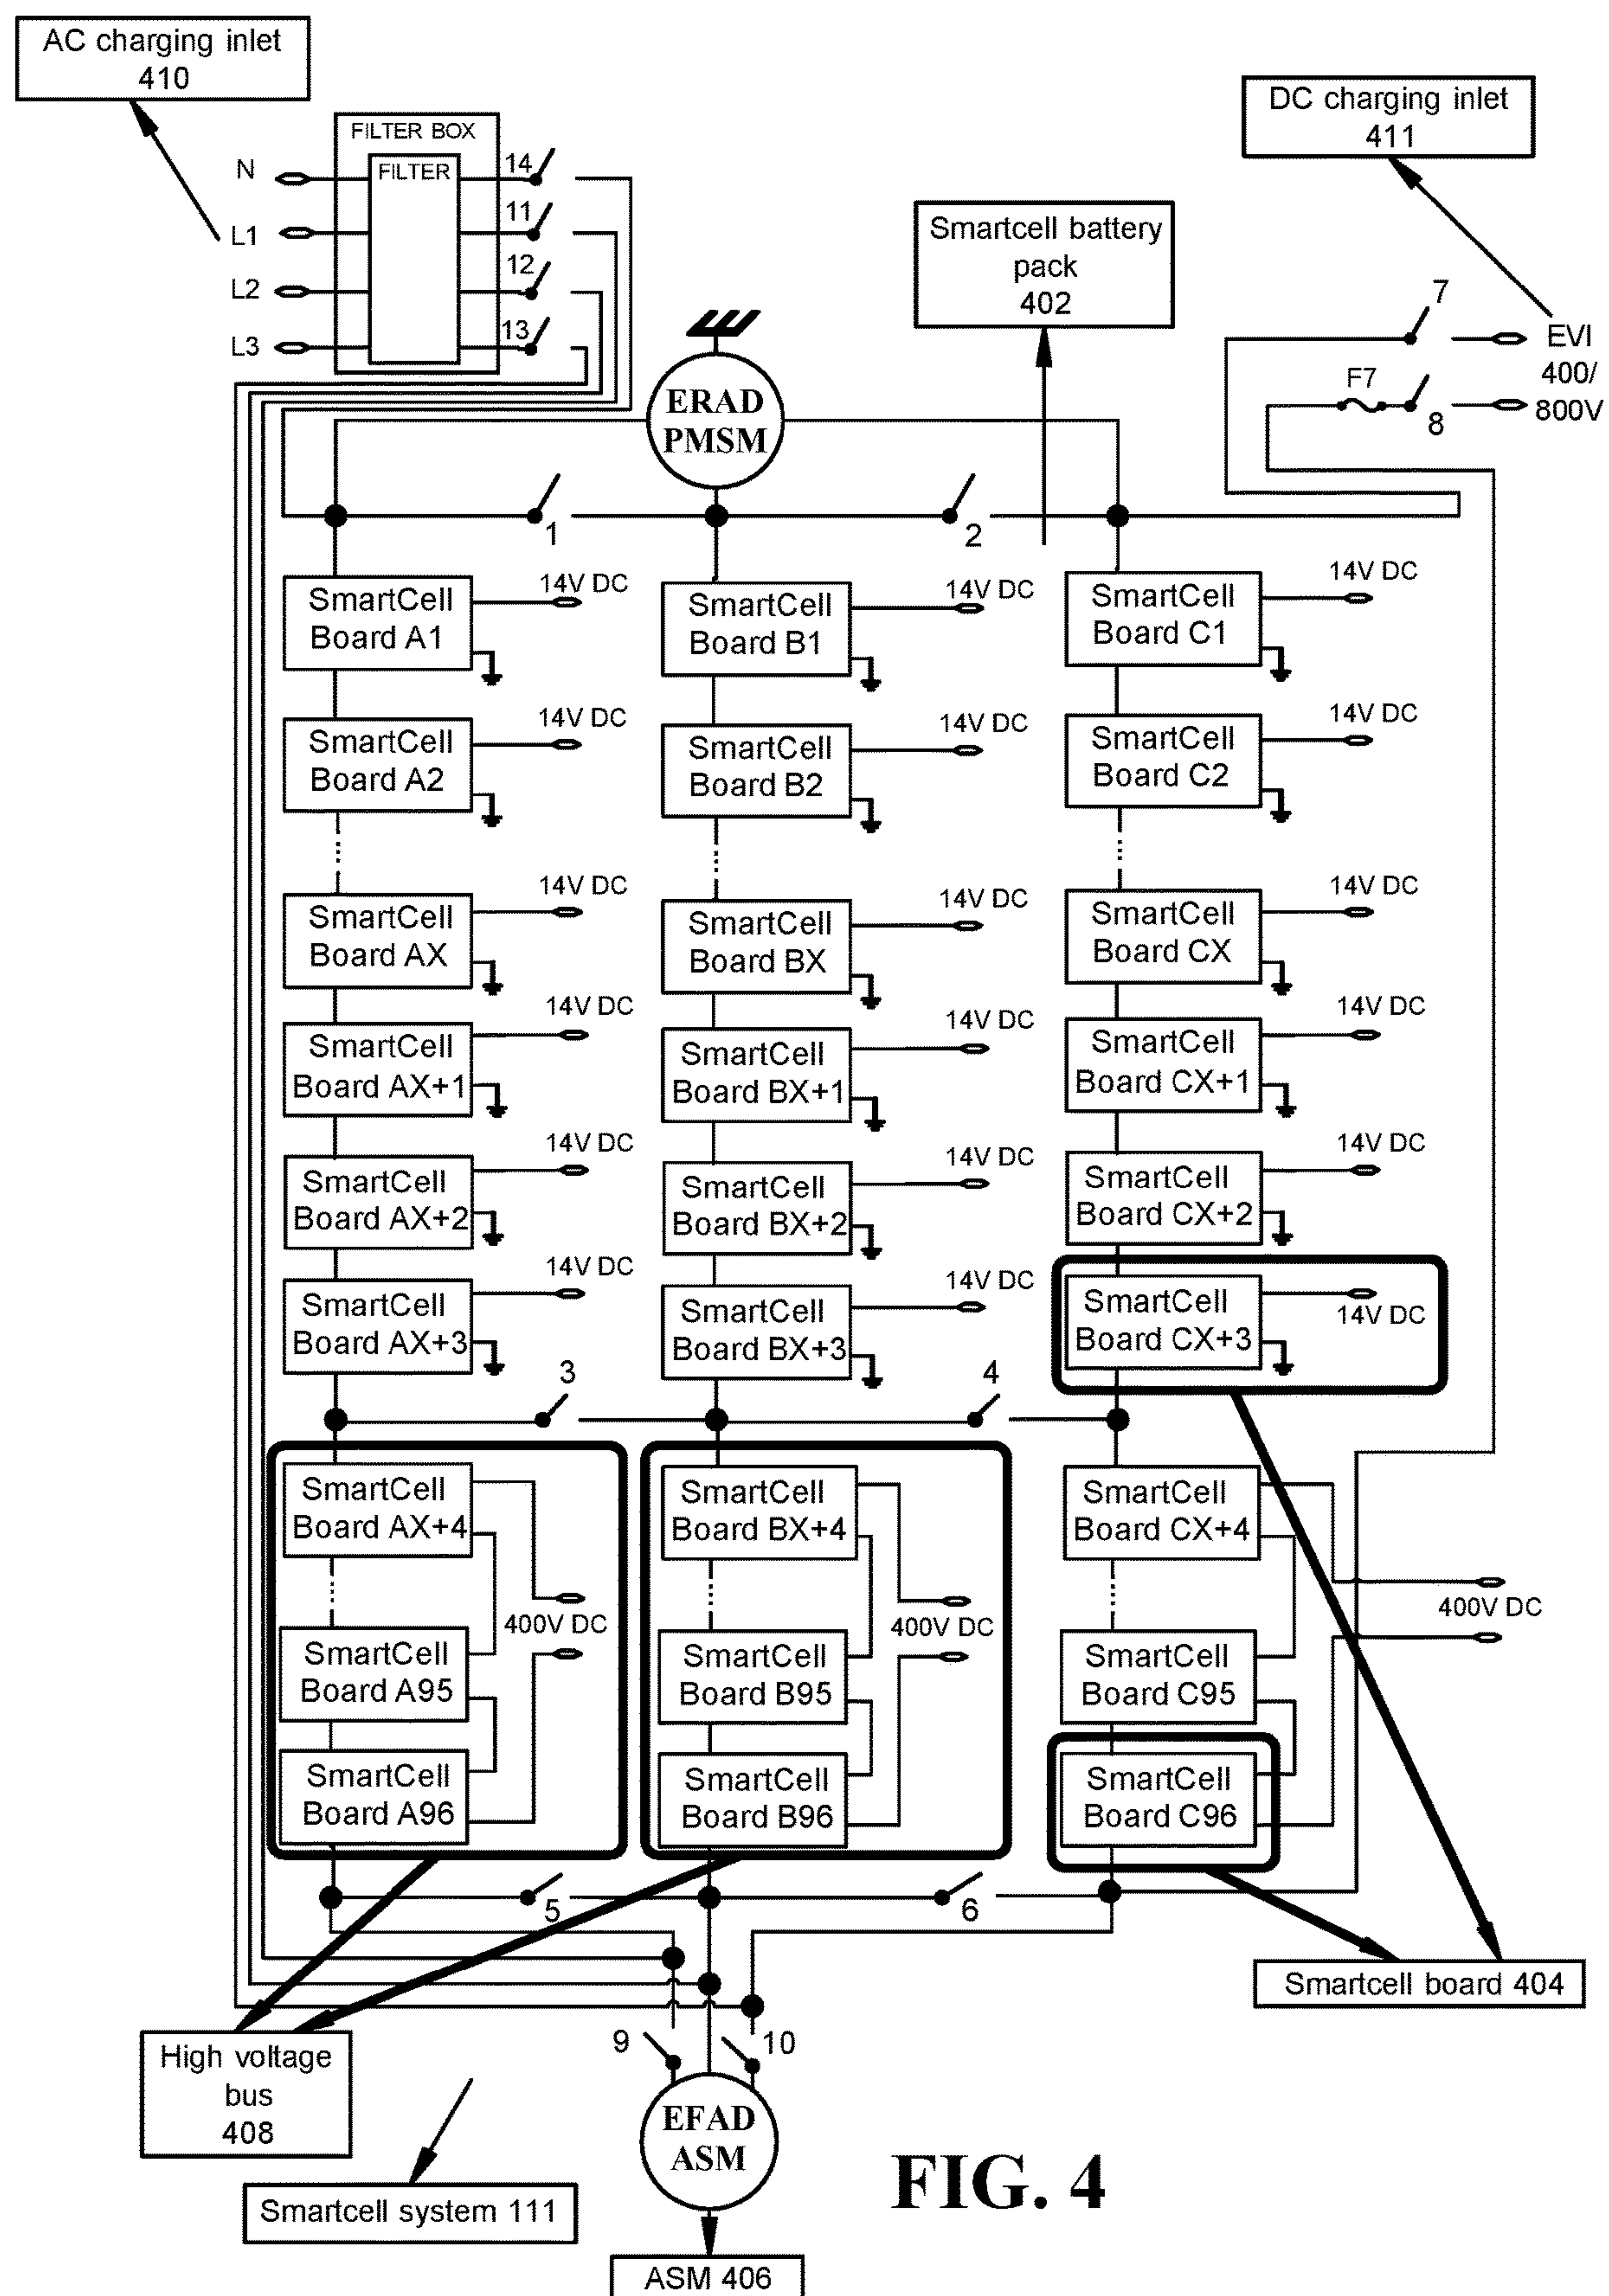 AC charging inlet
410
DC charging inlet
411
FILTER BOX
FILTER
N
L1
L2
L3
14
11
12
13
Smartcell battery
pack
402
7
EVI
400/
800V
F7
8
ERAD
PMSM
1
2
SmartCell
Board A1
14V DC
SmartCell
Board B1
14V DC
SmartCell
Board C1
14V DC
SmartCell
Board A2
14V DC
SmartCell
Board B2
14V DC
SmartCell
Board C2
14V DC
SmartCell
Board AX
14V DC
SmartCell
Board BX
14V DC
SmartCell
Board CX
14V DC
SmartCell
Board AX+1
14V DC
SmartCell
Board BX+1
14V DC
SmartCell
Board CX+1
14V DC
SmartCell
Board AX+2
14V DC
SmartCell
Board BX+2
14V DC
SmartCell
Board CX+2
14V DC
SmartCell
Board AX+3
14V DC
SmartCell
Board BX+3
14V DC
SmartCell
Board CX+3
14V DC
3
4
SmartCell
Board AX+4
SmartCell
Board BX+4
SmartCell
Board CX+4
400V DC
400V DC
400V DC
SmartCell
Board A95
SmartCell
Board B95
SmartCell
Board C95
SmartCell
Board A96
SmartCell
Board B96
SmartCell
Board C96
5
6
Smartcell board 404
9
10
High voltage
bus
408
EFAD
ASM
FIG. 4
Smartcell system 111
ASM 406